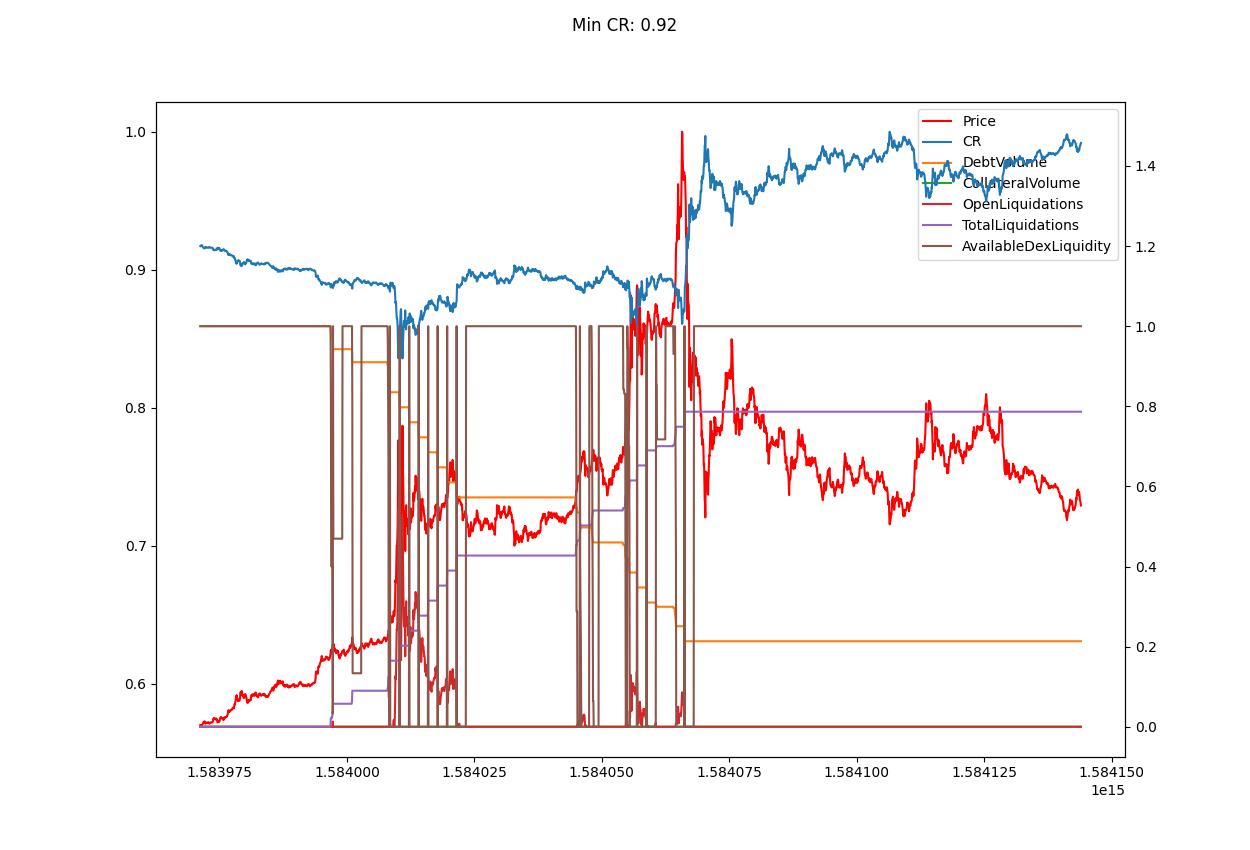 Min CR: 0.92
1.0
0.9
0.8
0.7
0.6
1.4
1.2
1.0
0.8
0.6
0.4
0.2
0.0
Price
CR
DebtVolume
CollateralVolume
OpenLiquidations
TotalLiquidations
AvailableDexLiquidity
1.583975 1.584000 1.584025 1.584050 1.584075 1.584100 1.584125 1.584150
1e15